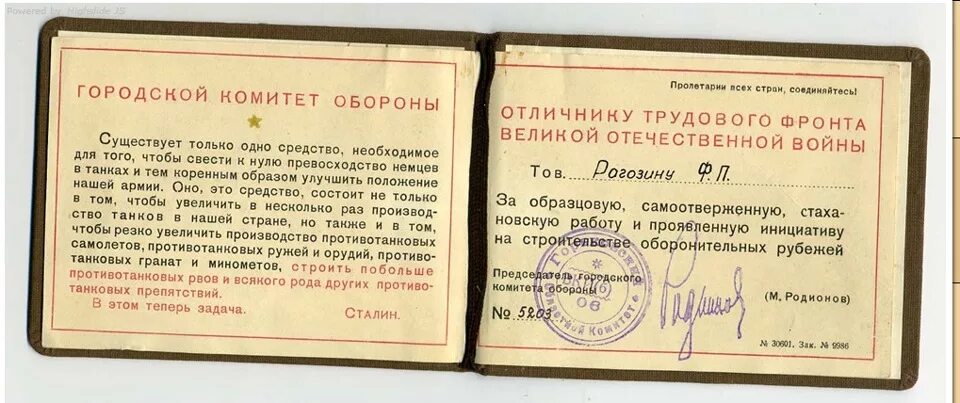 Powered by Highslide JS
ГОРОДСКОЙ КОМИТЕТ ОБОРОНЫ
Существует только одно средство, необходимое
для того, чтобы свести к нулю превосходство немцев
в танках и тем коренным образом улучшить положение
нашей армии. Оно, это средство, состоит не только
в том, чтобы увеличить в несколько раз производ-
ство танков в нашей стране, но также и в том,
чтобы резко увеличить производство противотанковых
самолетов, противотанковых ружей и орудий, противо-
танковых гранат и минометов, строить побольше
противотанковых рвов и всякого рода других противо-
танковых препятствий.
В этом теперь задача. Сталин.
Пролетарии всех стран, соединяйтесь!
ОТЛИЧНИКУ ТРУДОВОГО ФРОНТА
ВЕЛИКОЙ ОТЕЧЕСТВЕННОЙ ВОЙНЫ
Тов. Рогозину Ф.П.
За образцовую, самоотверженную, стаха-
новскую работу и проявленную инициативу
на строительстве оборонительных рубежей
Председатель городского
комитета обороны
(М. Родионов)
№ 5203
№ 30601. Зак. № 9986